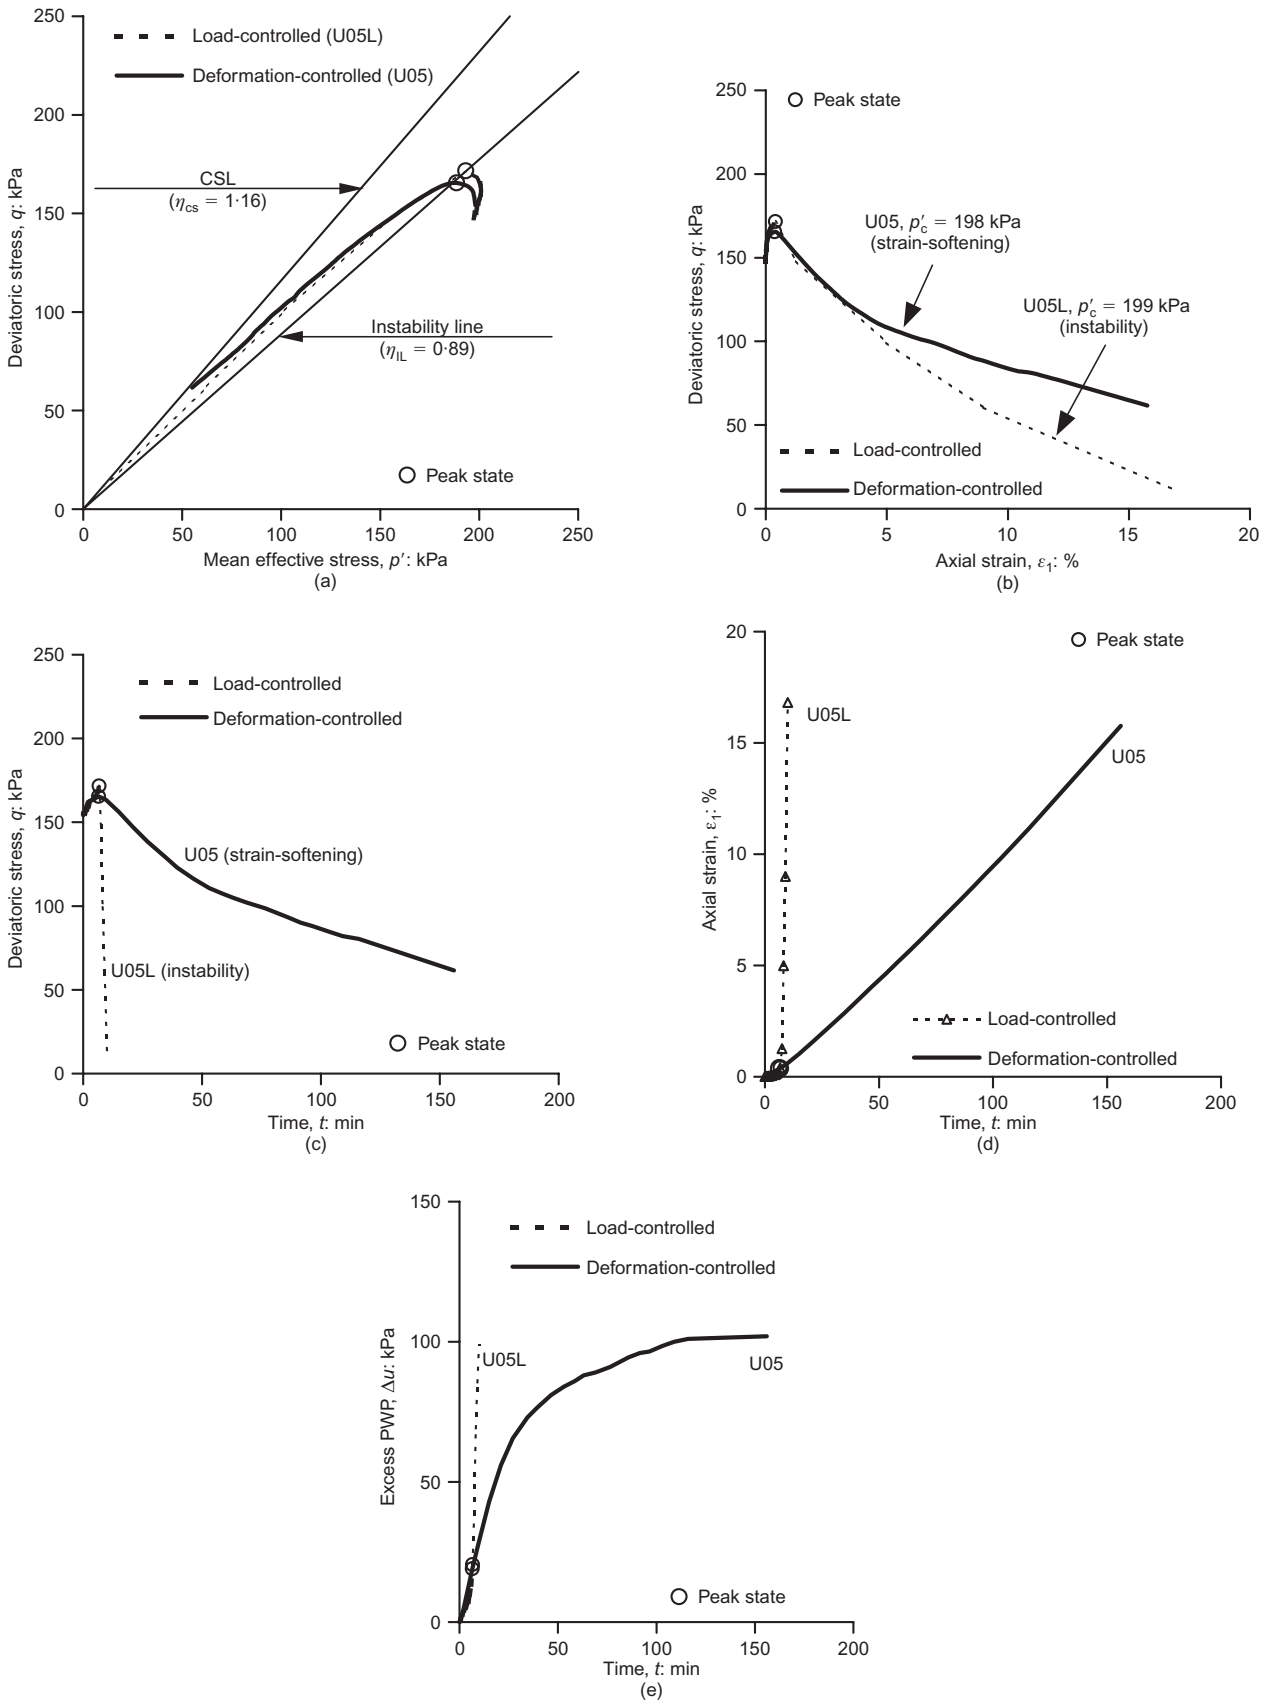 250
200
150
100
50
0
Deviatoric stress, q: kPa
Load-controlled (U05L)
Deformation-controlled (U05)
CSL
(ηcs = 1·16)
Instability line
(ηIL = 0·89)
Peak state
0 50 100 150 200 250
Mean effective stress, p′: kPa
(a)
250
200
150
100
50
0
Deviatoric stress, q: kPa
Peak state
U05, p′c = 198 kPa
(strain-softening)
U05L, p′c = 199 kPa
(instability)
Load-controlled
Deformation-controlled
0 5 10 15 20
Axial strain, ε1: %
(b)
250
200
150
100
50
0
Deviatoric stress, q: kPa
Load-controlled
Deformation-controlled
U05 (strain-softening)
U05L (instability)
Peak state
0 50 100 150 200
Time, t: min
(c)
20
15
10
5
0
Axial strain, ε1: %
Peak state
U05L
U05
Load-controlled
Deformation-controlled
0 50 100 150 200
Time, t: min
(d)
150
100
50
0
Excess PWP, Δu: kPa
Load-controlled
Deformation-controlled
U05L
U05
Peak state
0 50 100 150 200
Time, t: min
(e)